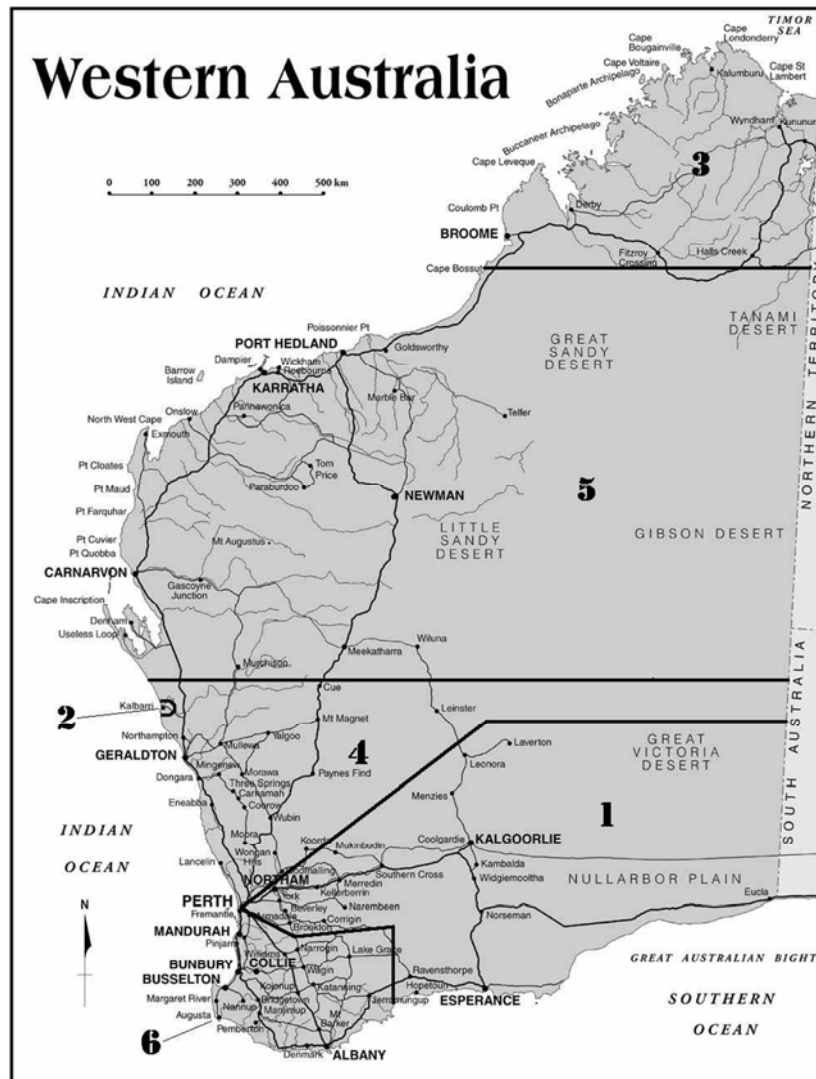 TIMOR
SEA
Cape
Londonderry
Cape
Bougainville
Cape Voltaire
Cape St
Lambert
Bonaparte Archipelago
Kalumburu
Western Australia
Wyndham
Kununur
Buccaneer Archipelago
3
Cape Leveque
0 100 200 300 400 500 km
Coulomb Pt
Derby
BROOME
Fitzroy
Crossing
Halls Creek
Cape Bossut
INDIAN OCEAN
TANAMI
DESERT
GREAT
SANDY
DESERT
NORTHERN TERRITORY
Poissonnier Pt
PORT HEDLAND
Goldsworthy
Dampier
Wickham
Roebourne
Barrow
Island
KARRATHA
Marble Bar
Pannawonica
Onslow
Telfer
North West Cape
Exmouth
Pt Cloates
Tom
Price
Paraburdoo
Pt Maud
NEWMAN
5
Pt Farquhar
LITTLE
SANDY
DESERT
GIBSON DESERT
Pt Cuvier
Mt Augustus
Pt Quobba
CARNARVON
Gascoyne
Junction
Cape Inscription
Denham
Useless Loop
Meekatharra
Wiluna
Murchison
Cue
SOUTH AUSTRALIA
Kalbarri
2
Leinster
Mt Magnet
Northampton
Yalgoo
Mullewa
GREAT
VICTORIA
DESERT
Laverton
4
GERALDTON
Leonora
Mingenew
Morawa
Paynes Find
Dongara
Three Springs
Carnamah
Menzies
Eneabba
Coorow
Wubin
1
Moora
Koorda
Mukinbudin
Coolgardie
KALGOORLIE
INDIAN
OCEAN
Wongan
Hills
Lancelin
Goomalling
Southern Cross
Kambalda
Widgiemooltha
NORTHAM
Merredin
Kellerberrin
NULLARBOR PLAIN
York
Eucla
PERTH
Beverley
Narembeen
N
Fremantle
Armadale
Corrigin
Norseman
Brookton
MANDURAH
Pinjarra
Narrogin
Williams
Lake Grace
GREAT AUSTRALIAN BIGHT
BUNBURY
COLLIE
Wagin
Ravensthorpe
BUSSELTON
Kojonup
Katanning
Hopetoun
ESPERANCE
SOUTHERN
OCEAN
Margaret River
Bridgetown
Jerramungup
Nannup
Manjimup
Augusta
Mt
Barker
6
Pemberton
Denmark
ALBANY